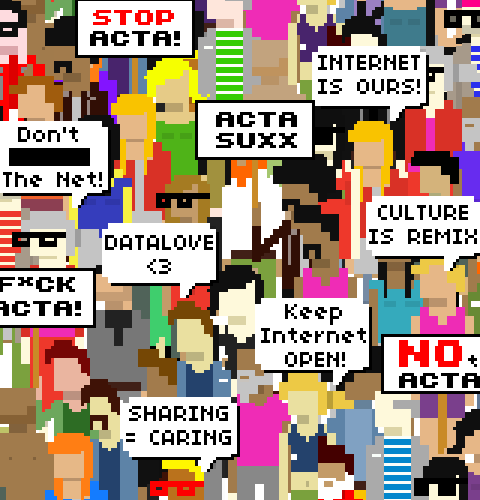 STOP
ACTA!
INTERNET
IS OURS!
ACTA
SUXX
Don't
The Net!
CULTURE
IS REMIX
DATALOVE
<3
F*CK
ACTA!
Keep
Internet
OPEN!
NO
ACTA
SHARING
= CARING